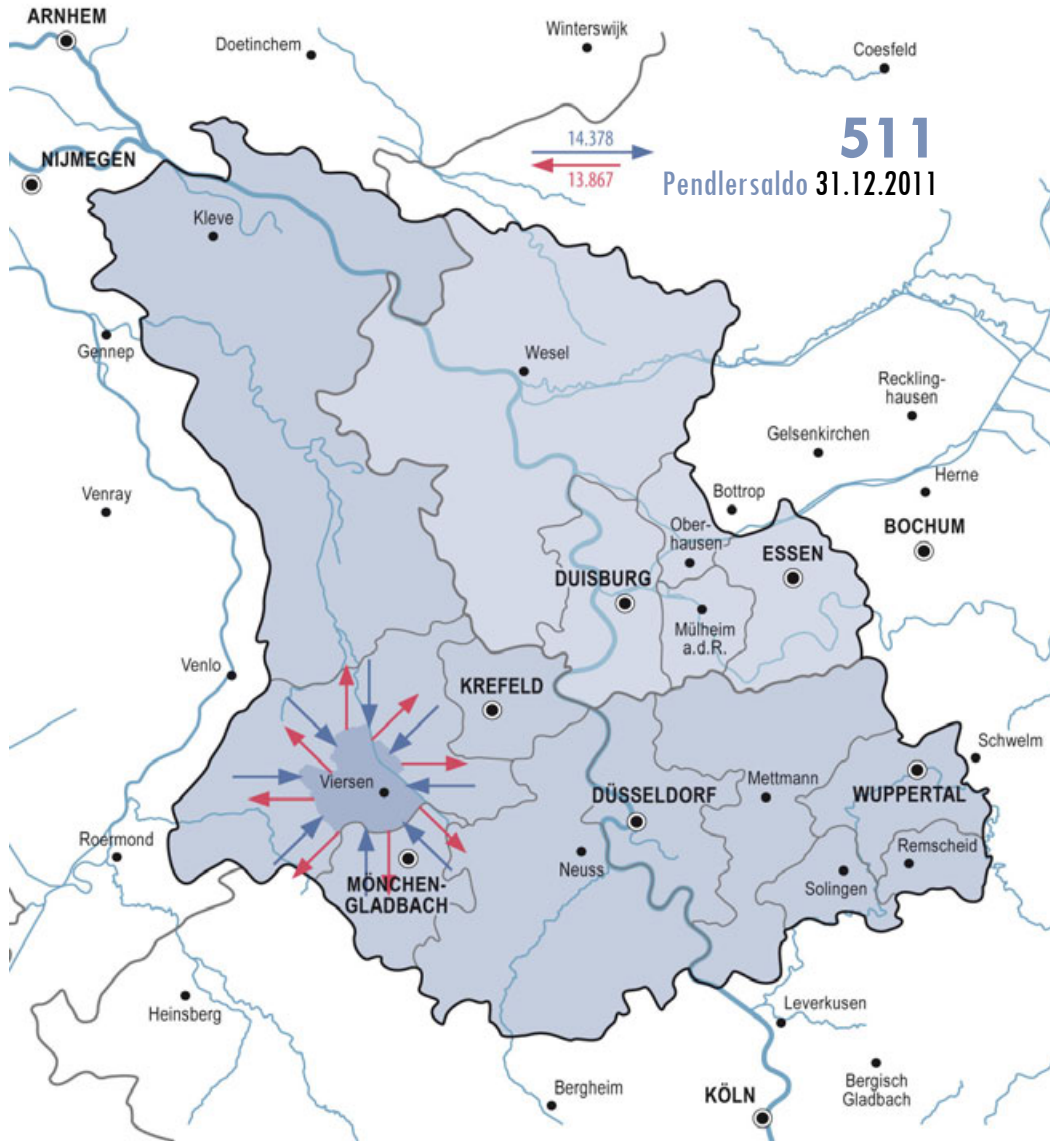 ARNHEM
Winterswijk
Doetinchem
Coesfeld
14.378
511
13.867
Pendlersaldo 31.12.2011
NIJMEGEN
Kleve
Gennep
Wesel
Reckling-
hausen
Gelsenkirchen
Herne
Venray
Bottrop
Ober-
hausen
BOCHUM
ESSEN
DUISBURG
Mülheim
a.d.R.
Venlo
KREFELD
Schwelm
Viersen
Mettmann
DÜSSELDORF
WUPPERTAL
Roermond
Neuss
Remscheid
Solingen
MÖNCHEN-
GLADBACH
Heinsberg
Leverkusen
Bergheim
KÖLN
Bergisch
Gladbach